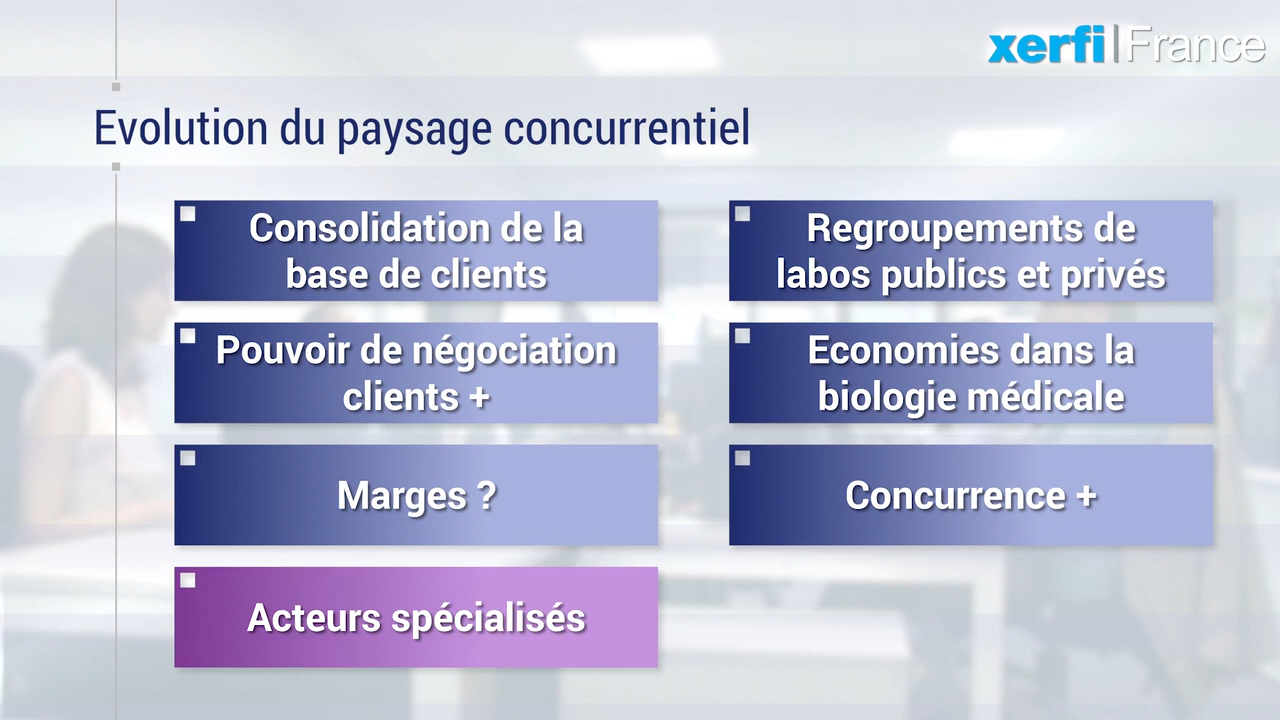 xerfi France
Evolution du paysage concurrentiel
Consolidation de la
base de clients
Regroupements de
labos publics et privés
Pouvoir de négociation
clients +
Economies dans la
biologie médicale
Marges ?
Concurrence +
Acteurs spécialisés